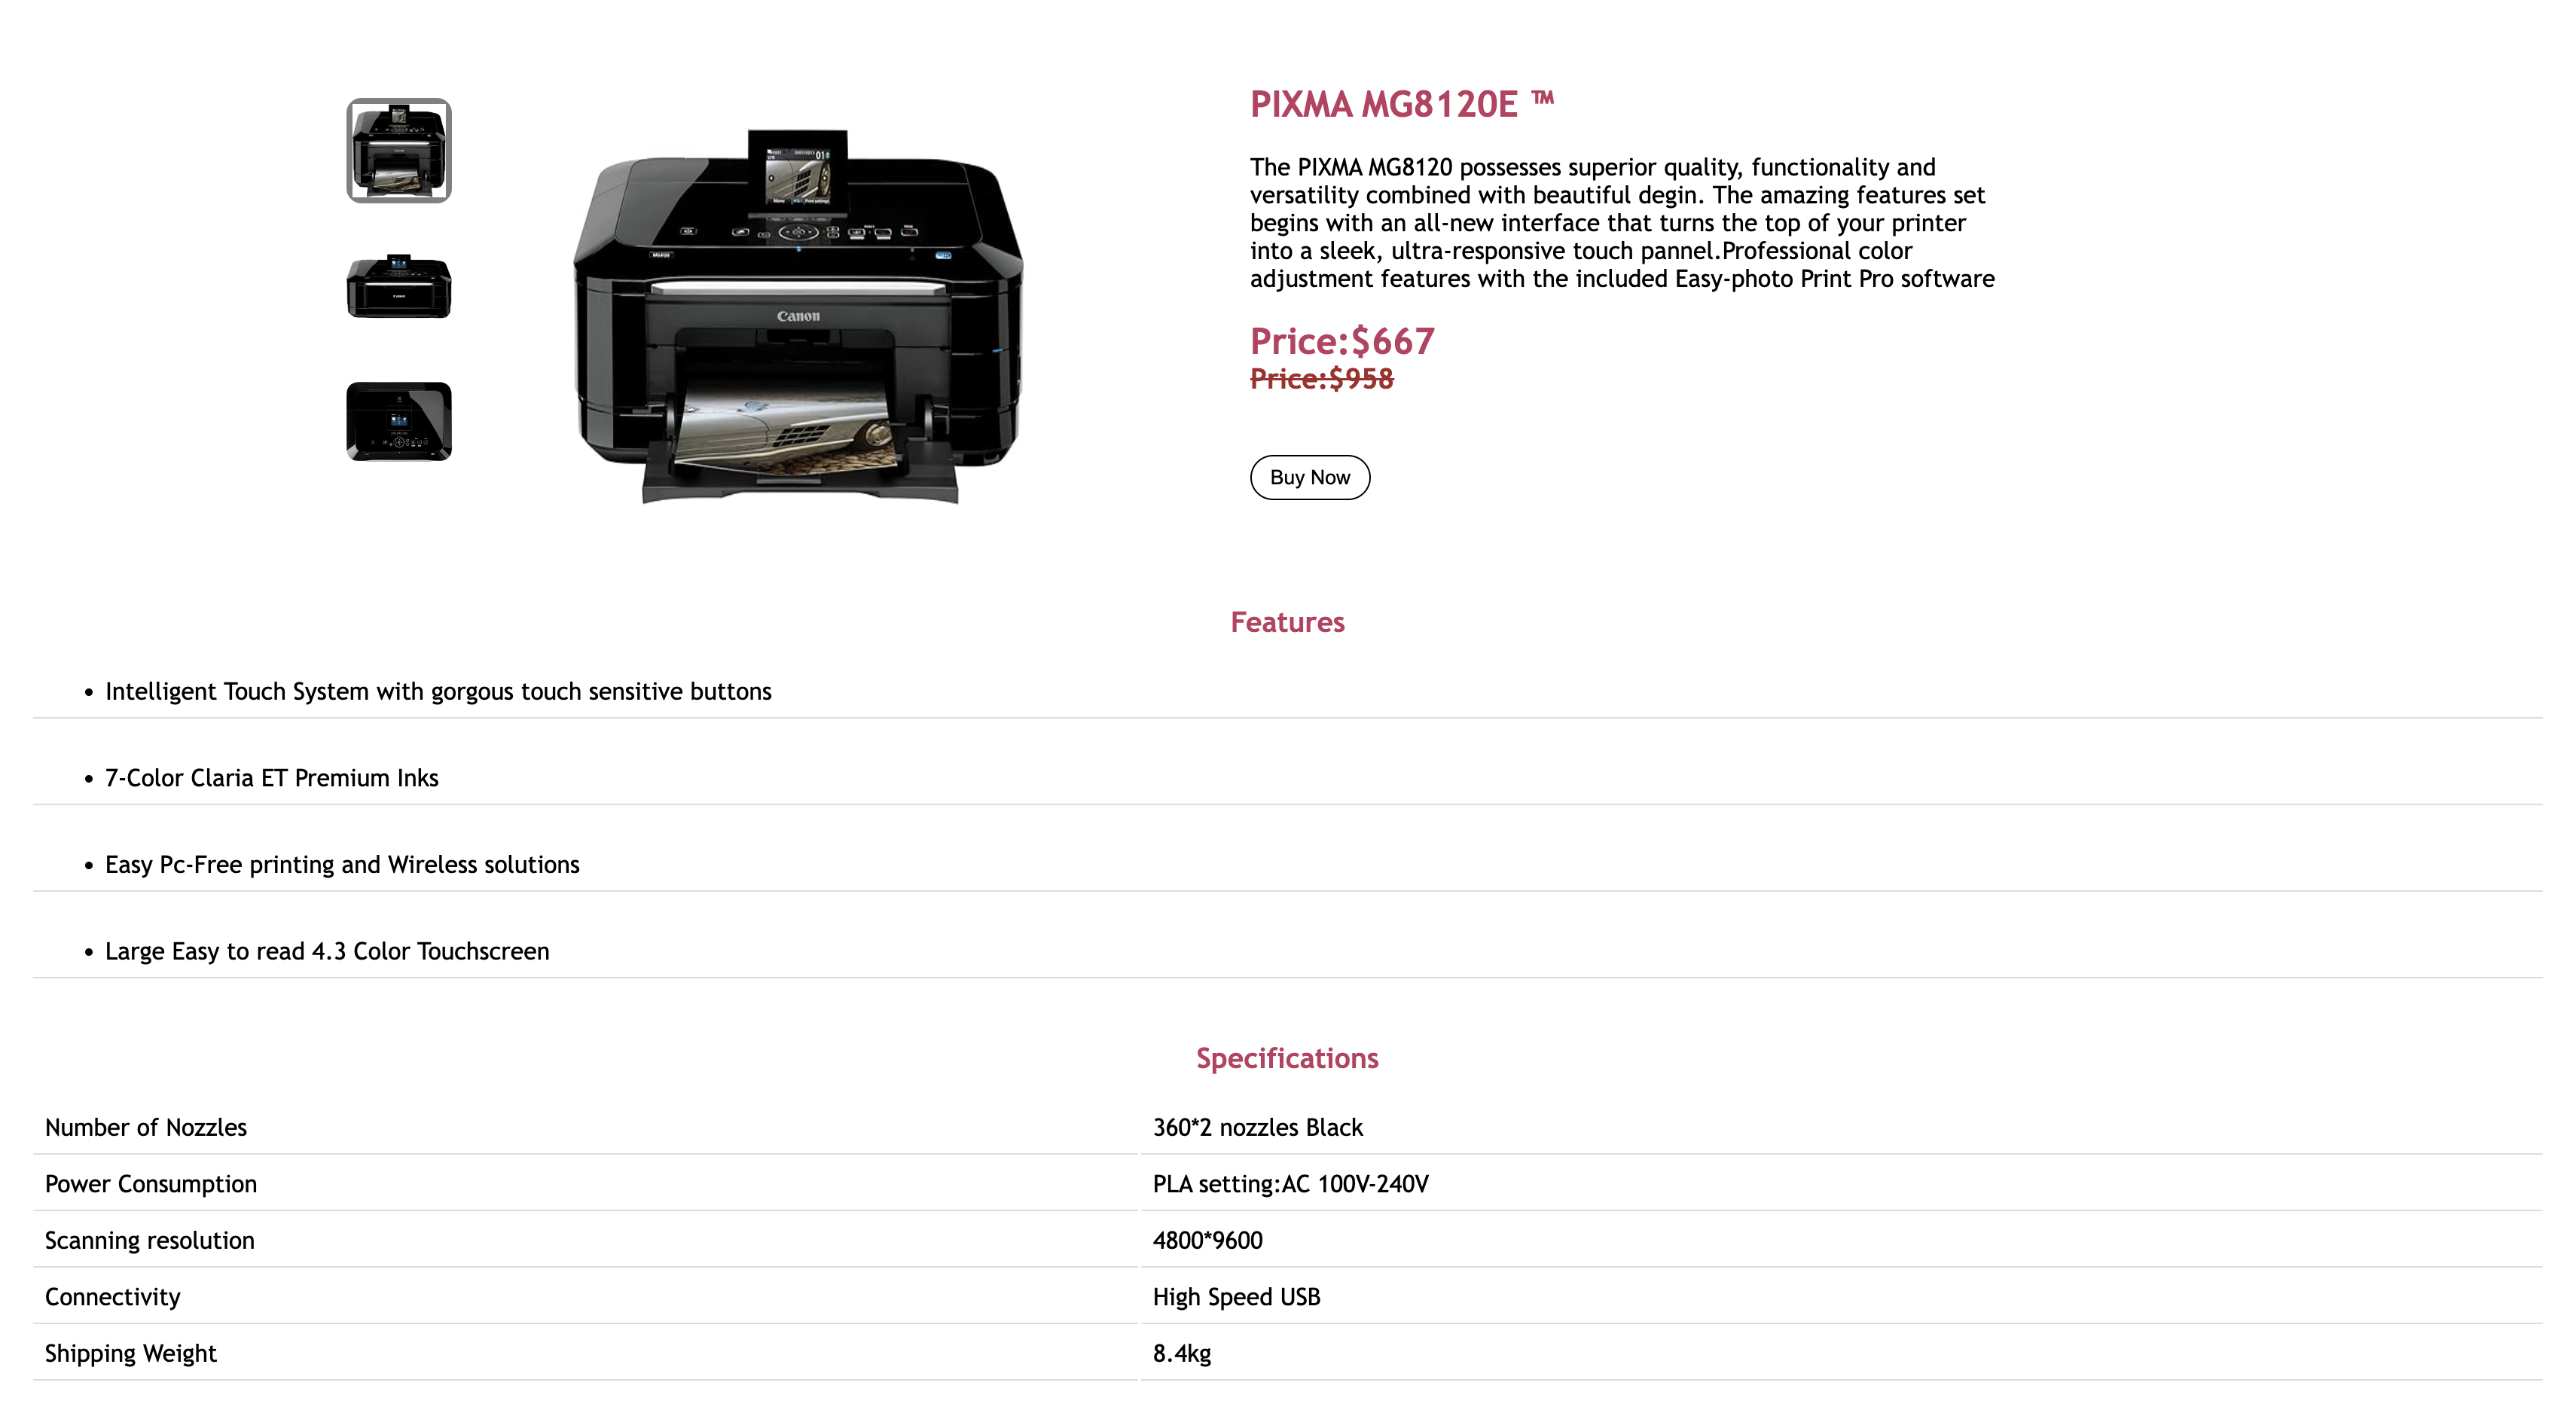 PIXMA MG8120E ™
The PIXMA MG8120 possesses superior quality, functionality and
versatility combined with beautiful degin. The amazing features set
begins with an all-new interface that turns the top of your printer
into a sleek, ultra-responsive touch pannel.Professional color
adjustment features with the included Easy-photo Print Pro software
Price:$667
Price:$958
Buy Now
01
Menu Print settings
MG8120
Canon
Features
• Intelligent Touch System with gorgous touch sensitive buttons
• 7-Color Claria ET Premium Inks
• Easy Pc-Free printing and Wireless solutions
• Large Easy to read 4.3 Color Touchscreen
Specifications
Number of Nozzles 360*2 nozzles Black
Power Consumption PLA setting:AC 100V-240V
Scanning resolution 4800*9600
Connectivity High Speed USB
Shipping Weight 8.4kg